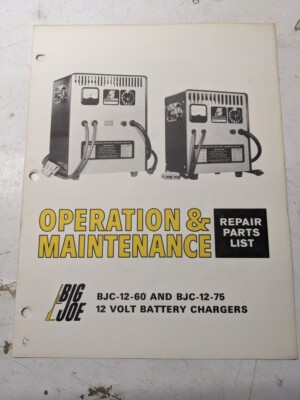 OPERATION &
MAINTENANCE
REPAIR
PARTS
LIST
BIG
JOE
BJC-12-60 AND BJC-12-75
12 VOLT BATTERY CHARGERS